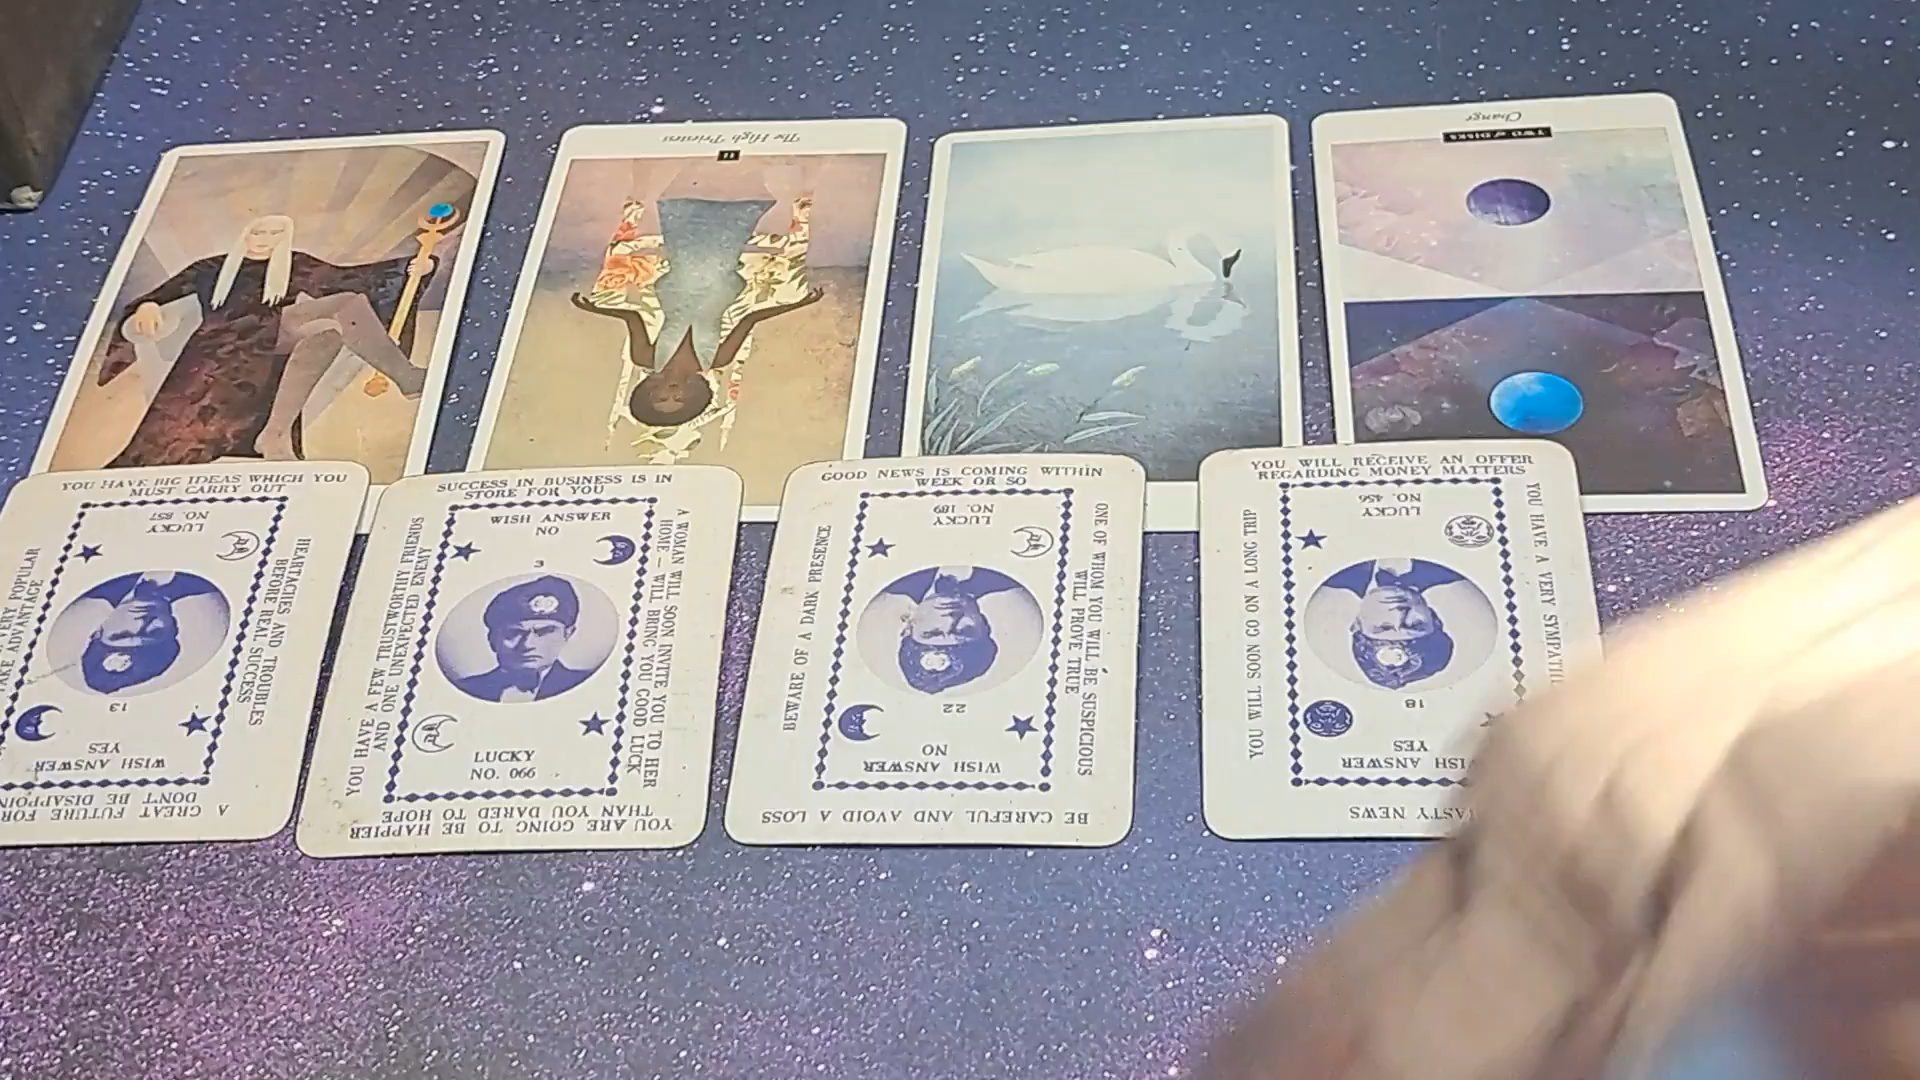 The High Priestess
II
Change
TWO of DISKS
YOU HAVE BIG IDEAS WHICH YOU
MUST CARRY OUT
LUCKY
NO. 857
VERY POPULAR
TAKE ADVANTAGE
HEARTACHES AND TROUBLES
BEFORE REAL SUCCESS
13
WISH ANSWER
YES
A GREAT FUTURE FOR
DON'T BE
SUCCESS IN BUSINESS IS IN
STORE FOR YOU
WISH ANSWER
NO
3
YOU HAVE A FEW TRUSTWORTHY FRIENDS
AND ONE UNEXPECTED ENEMY
A WOMAN WILL SOON INVITE YOU TO HER
HOME — WILL BRING YOU GOOD LUCK
LUCKY
NO. 066
YOU ARE GOING TO BE HAPPIER
THAN YOU DARED TO HOPE
GOOD NEWS IS COMING WITHIN
WEEK OR SO
LUCKY
NO. 189
BEWARE OF A DARK PRESENCE
ONE OF WHOM YOU WILL BE SUSPICIOUS
WILL PROVE TRUE
22
WISH ANSWER
NO
BE CAREFUL AND AVOID A LOSS
YOU WILL RECEIVE AN OFFER
REGARDING MONEY MATTERS
LUCKY
NO. 456
YOU WILL SOON GO ON A LONG TRIP
YOU HAVE A VERY
18
WISH ANSWER
YES
NEWS